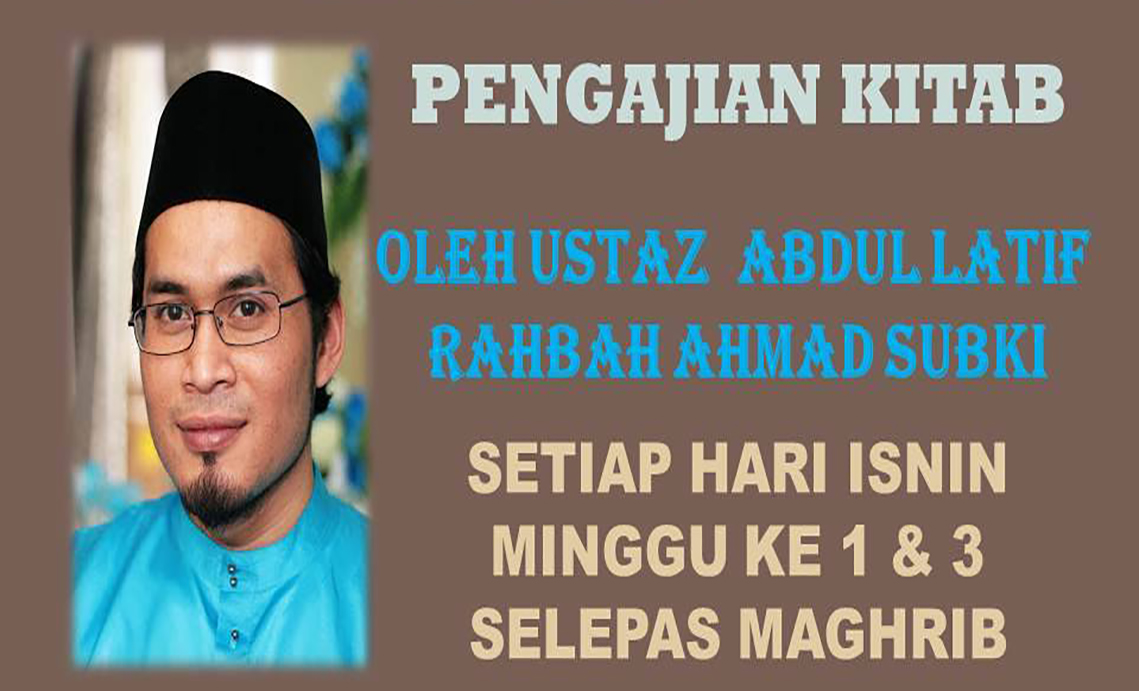 PENGAJIAN KITAB
OLEH USTAZ ABDUL LATIF
RAHBAH AHMAD SUBKI
SETIAP HARI ISNIN
MINGGU KE 1 & 3
SELEPAS MAGHRIB